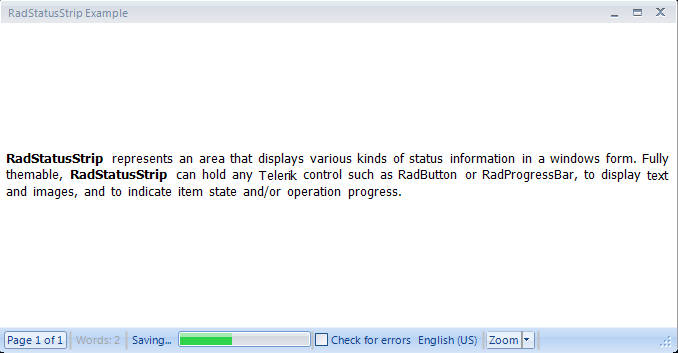 RadStatusStrip Example
RadStatusStrip represents an area that displays various kinds of status information in a windows form. Fully
themable, RadStatusStrip can hold any Telerik control such as RadButton or RadProgressBar, to display text
and images, and to indicate item state and/or operation progress.
Page 1 of 1 Words: 2 Saving... Check for errors English (US) Zoom